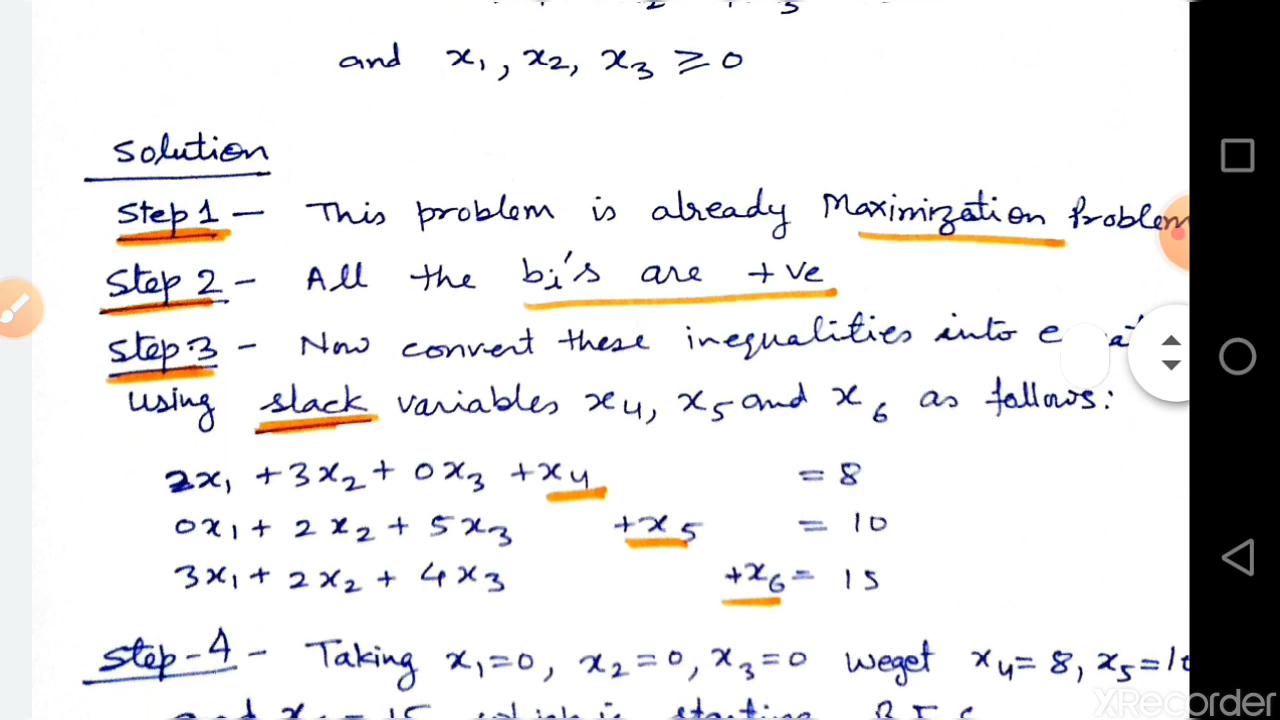 and x₁, x₂, x₃ ≥ 0
Solution
Step 1 — This problem is already Maximization Problem
Step 2 - All the bᵢ's are +ve
Step 3 - Now convert these inequalities into
using slack variables x₄, x₅ and x₆ as follows:
2x₁ + 3x₂ + 0x₃ + x₄ = 8
0x₁ + 2x₂ + 5x₃ + x₅ = 10
3x₁ + 2x₂ + 4x₃ + x₆ = 15
Step-4 - Taking x₁=0, x₂=0, x₃=0 we get x₄=8, x₅=10
XRecorder